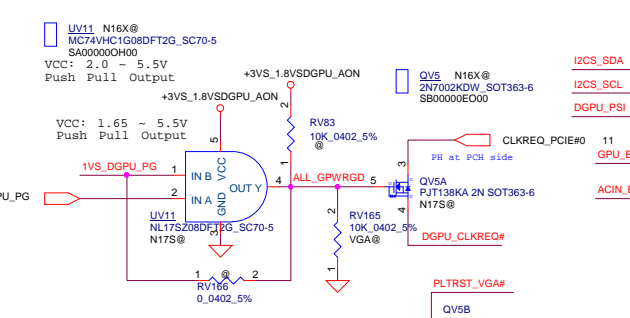 UV11 N16X@
MC74VHC1G08DFT2G_SC70-5
SA00000OH00
VCC: 2.0 ~ 5.5V
Push Pull Output
QV5 N16X@
2N7002KDW_SOT363-6
SB00000EO00
I2CS_SDA
I2CS_SCL
DGPU_PSI
+3VS_1.8VSDGPU_AON
+3VS_1.8VSDGPU_AON
VCC: 1.65 ~ 5.5V
Push Pull Output
2
RV83
10K_0402_5%
@
1
5
CLKREQ_PCIE#0 11
PH at PCH side
3
1VS_DGPU_PG 1
IN B
VCC
OUT Y
4
ALL_GPWRGD 5
QV5A
PJT138KA 2N SOT363-6
N17S@
4
2
IN A
GND
3
PU_PG
UV11
NL17SZ08DFT2G_SC70-5
N17S@
2
RV165
10K_0402_5%
VGA@
1
DGPU_CLKREQ#
1 @ 2
RV166
0_0402_5%
PLTRST_VGA#
QV5B